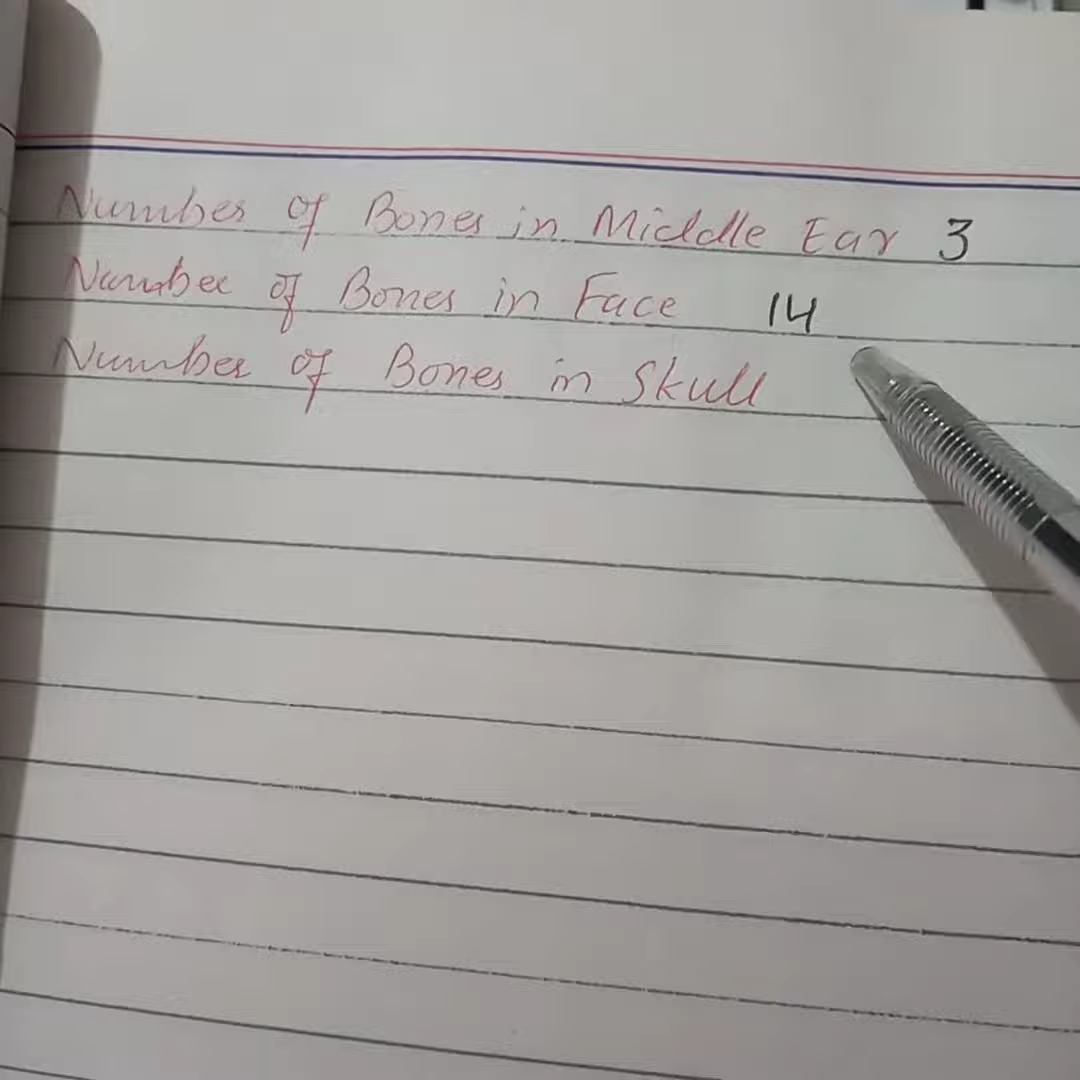 Number of Bones in Middle Ear 3
Number of Bones in Face 14
Number of Bones in Skull